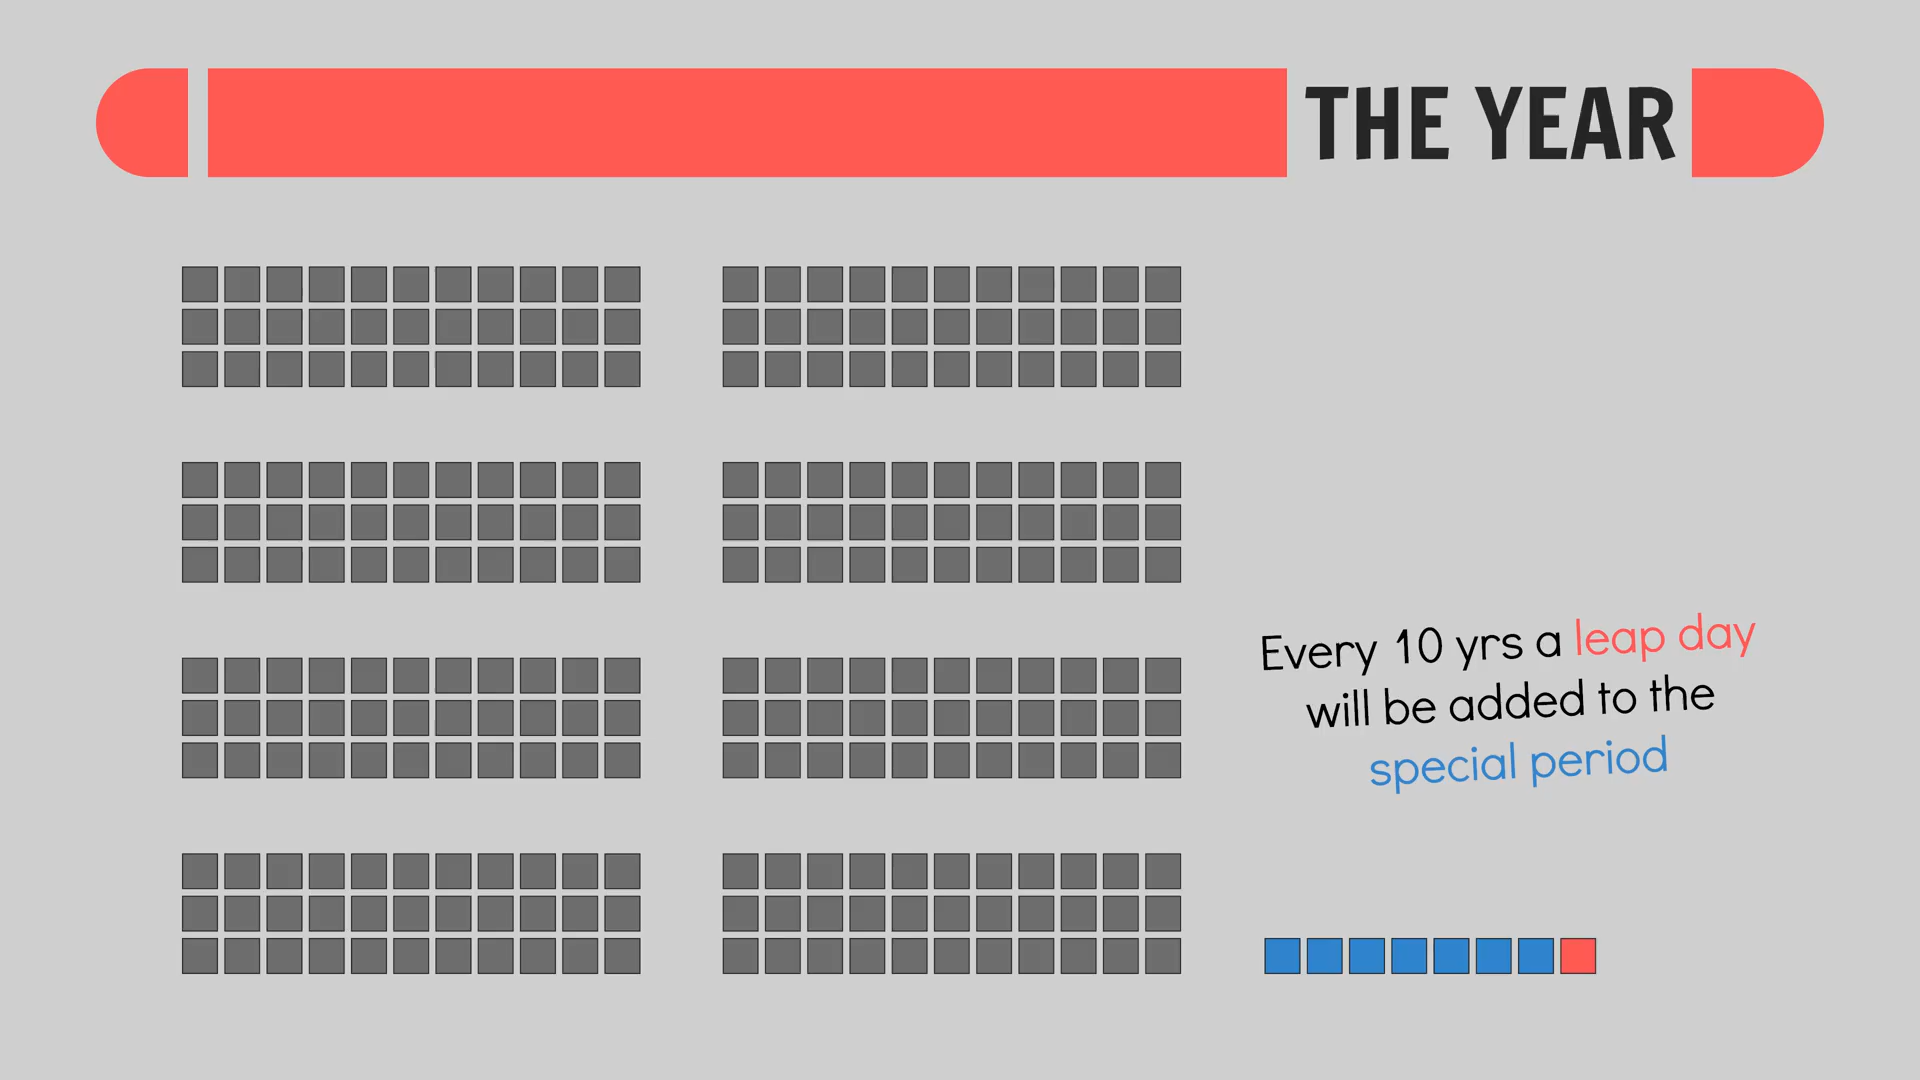 THE YEAR
Every 10 yrs a leap day
will be added to the
special period